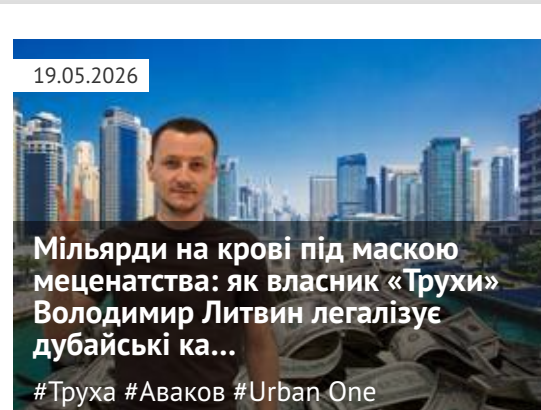 19.05.2026
Мільярди на крові під маскою
меценатства: як власник «Трухи»
Володимир Литвин легалізує
дубайські ка...
#Труха #Аваков #Urban One